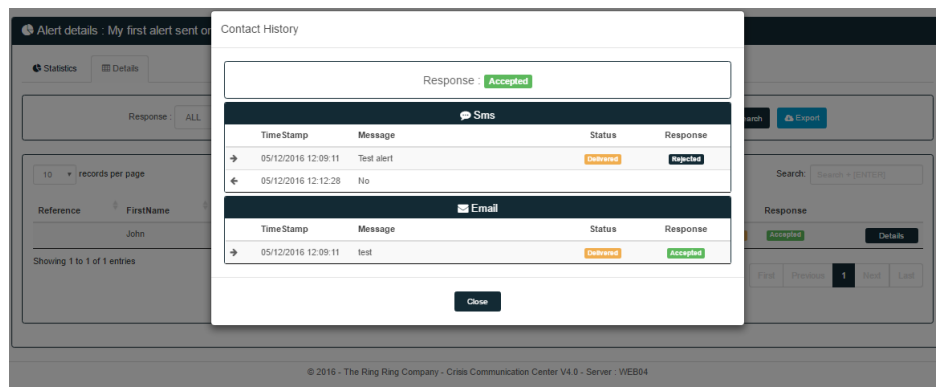 Alert details : My first alert sent or
Contact History
Statistics Details
Response : Accepted
Response : ALL
arch Export
Sms
TimeStamp Message Status Response
05/12/2016 12:09:11 Test alert Delivered Rejected
05/12/2016 12:12:28 No
10 records per page
Search: Search + [ENTER]
Email
Reference FirstName
Response
TimeStamp Message Status Response
John
05/12/2016 12:09:11 test Delivered Accepted
Accepted Details
Showing 1 to 1 of 1 entries
First Previous 1 Next Last
Close
© 2016 - The Ring Ring Company - Crisis Communication Center V4.0 - Server : WEB04